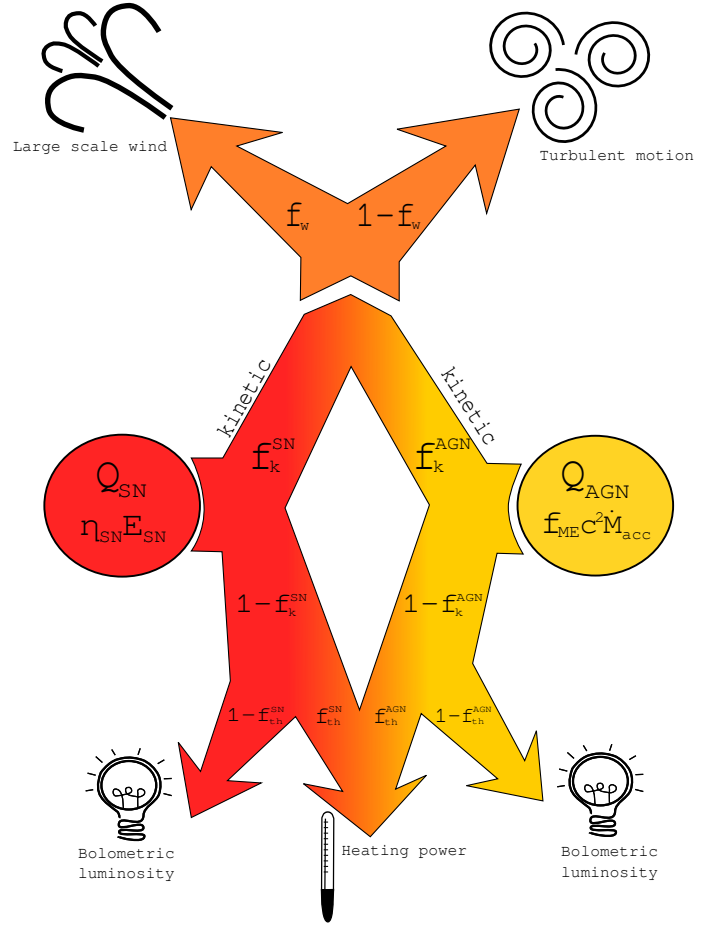 Large scale wind
Turbulent motion
f_w
1-f_w
kinetic
kinetic
f_k^SN
f_k^AGN
Q_SN
η_SN E_SN
Q_AGN
f_ME c² Ṁ_acc
1-f_k^SN
1-f_k^AGN
1-f_th^SN
f_th^SN
f_th^AGN
1-f_th^AGN
Bolometric
luminosity
Heating power
Bolometric
luminosity